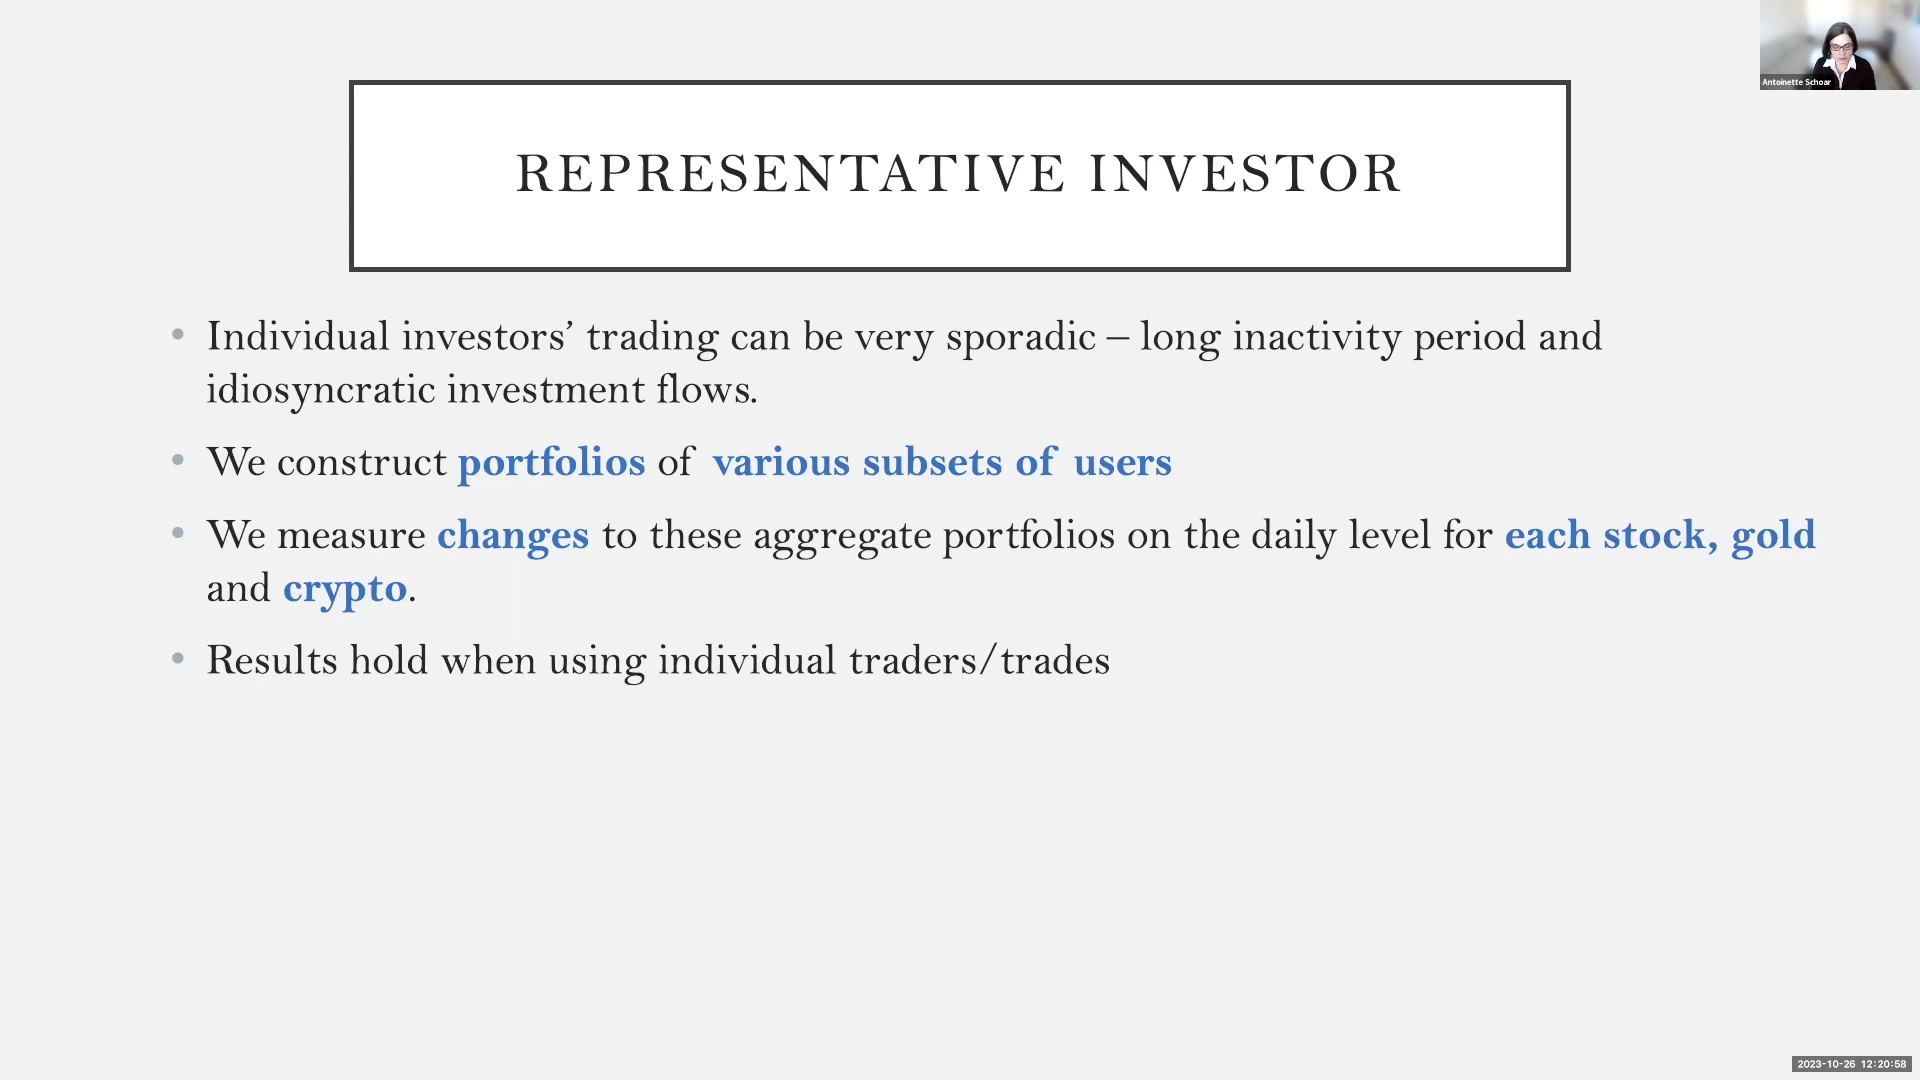 Antoinette Schoar
REPRESENTATIVE INVESTOR
• Individual investors’ trading can be very sporadic – long inactivity period and
idiosyncratic investment flows.
• We construct portfolios of various subsets of users
• We measure changes to these aggregate portfolios on the daily level for each stock, gold
and crypto.
• Results hold when using individual traders/trades
2023-10-26 12:20:58